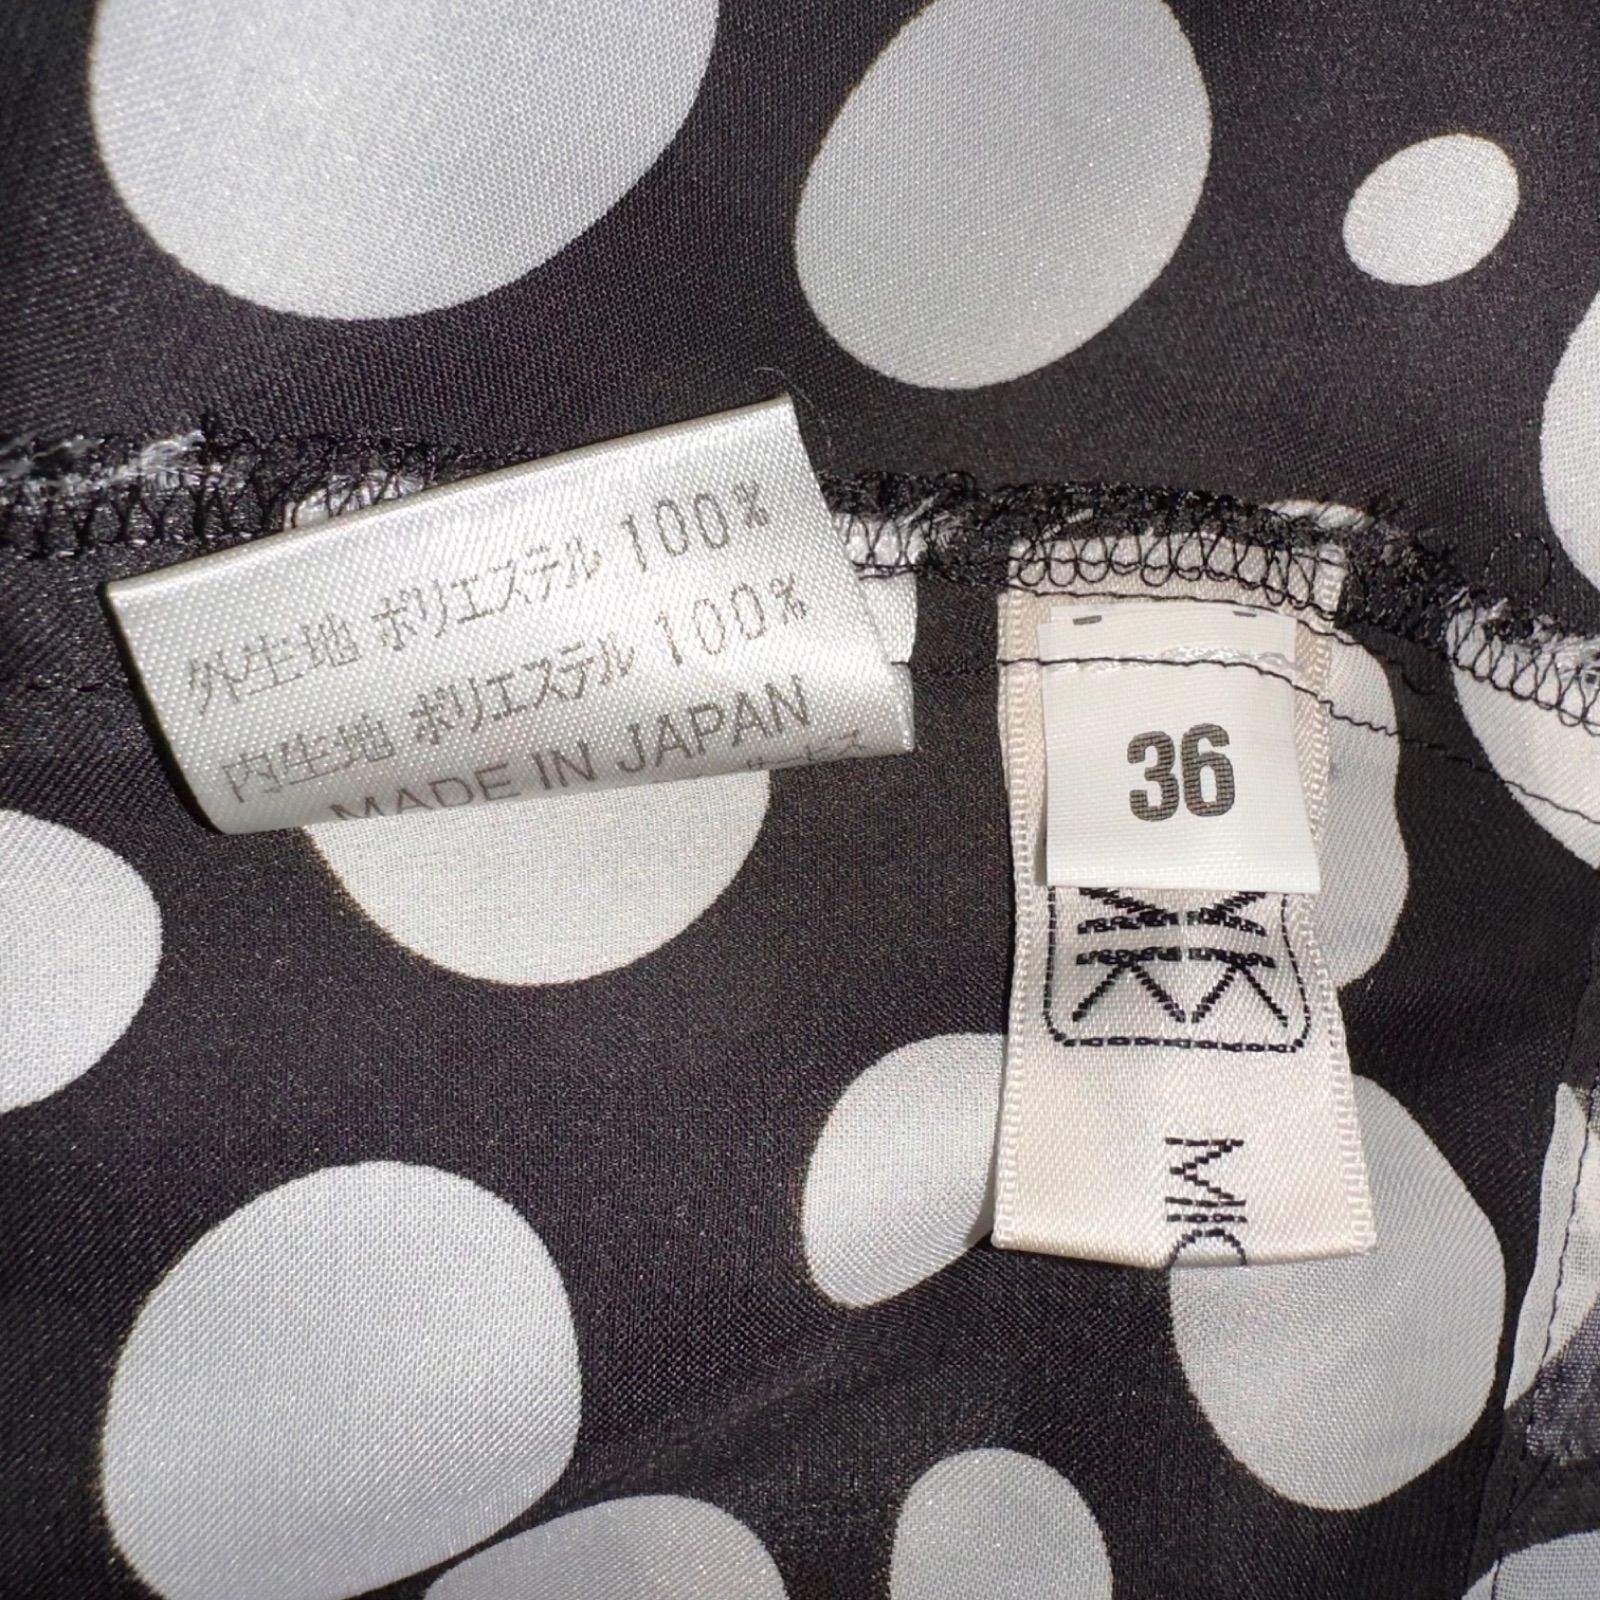 外生地 ポリエステル 100%
内生地 ポリエステル 100%
MADE IN JAPAN
36
MIC